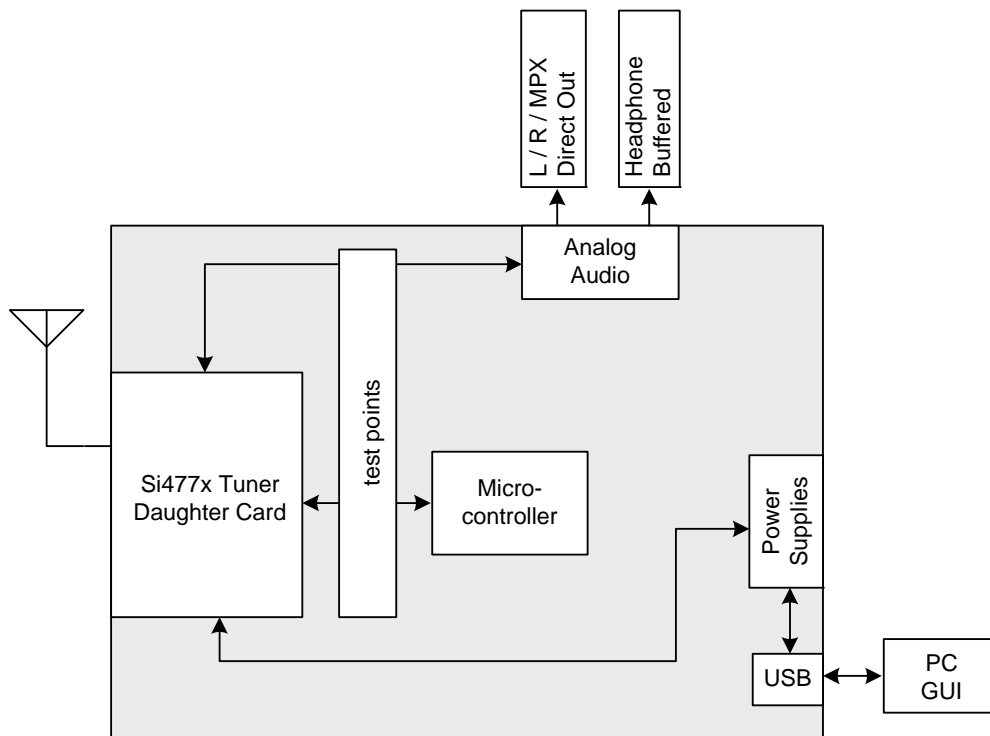 L / R / MPX
Direct Out
Headphone
Buffered
Analog
Audio
test points
Si477x Tuner
Daughter Card
Micro-
controller
Power
Supplies
USB
PC
GUI